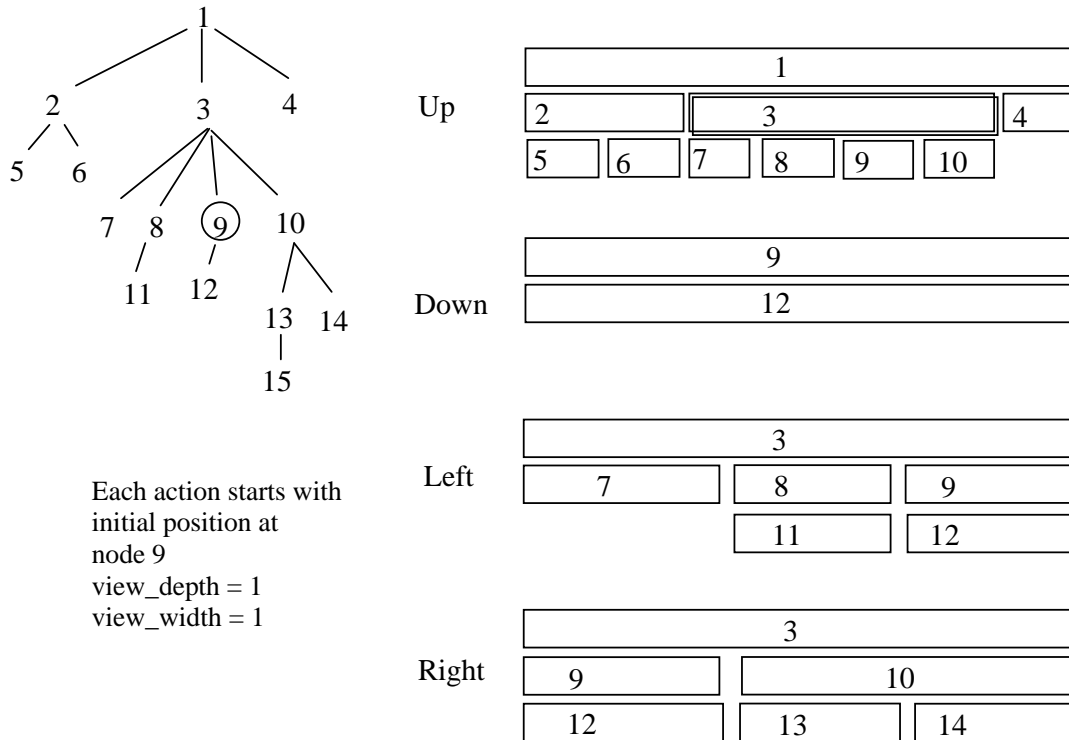 1
2 3 4
5 6
7 8 9 10
11 12
13 14
15
Each action starts with
initial position at
node 9
view_depth = 1
view_width = 1
Up
1
2 3 4
5 6 7 8 9 10
Down
9
12
Left
3
7 8 9
11 12
Right
3
9 10
12 13 14